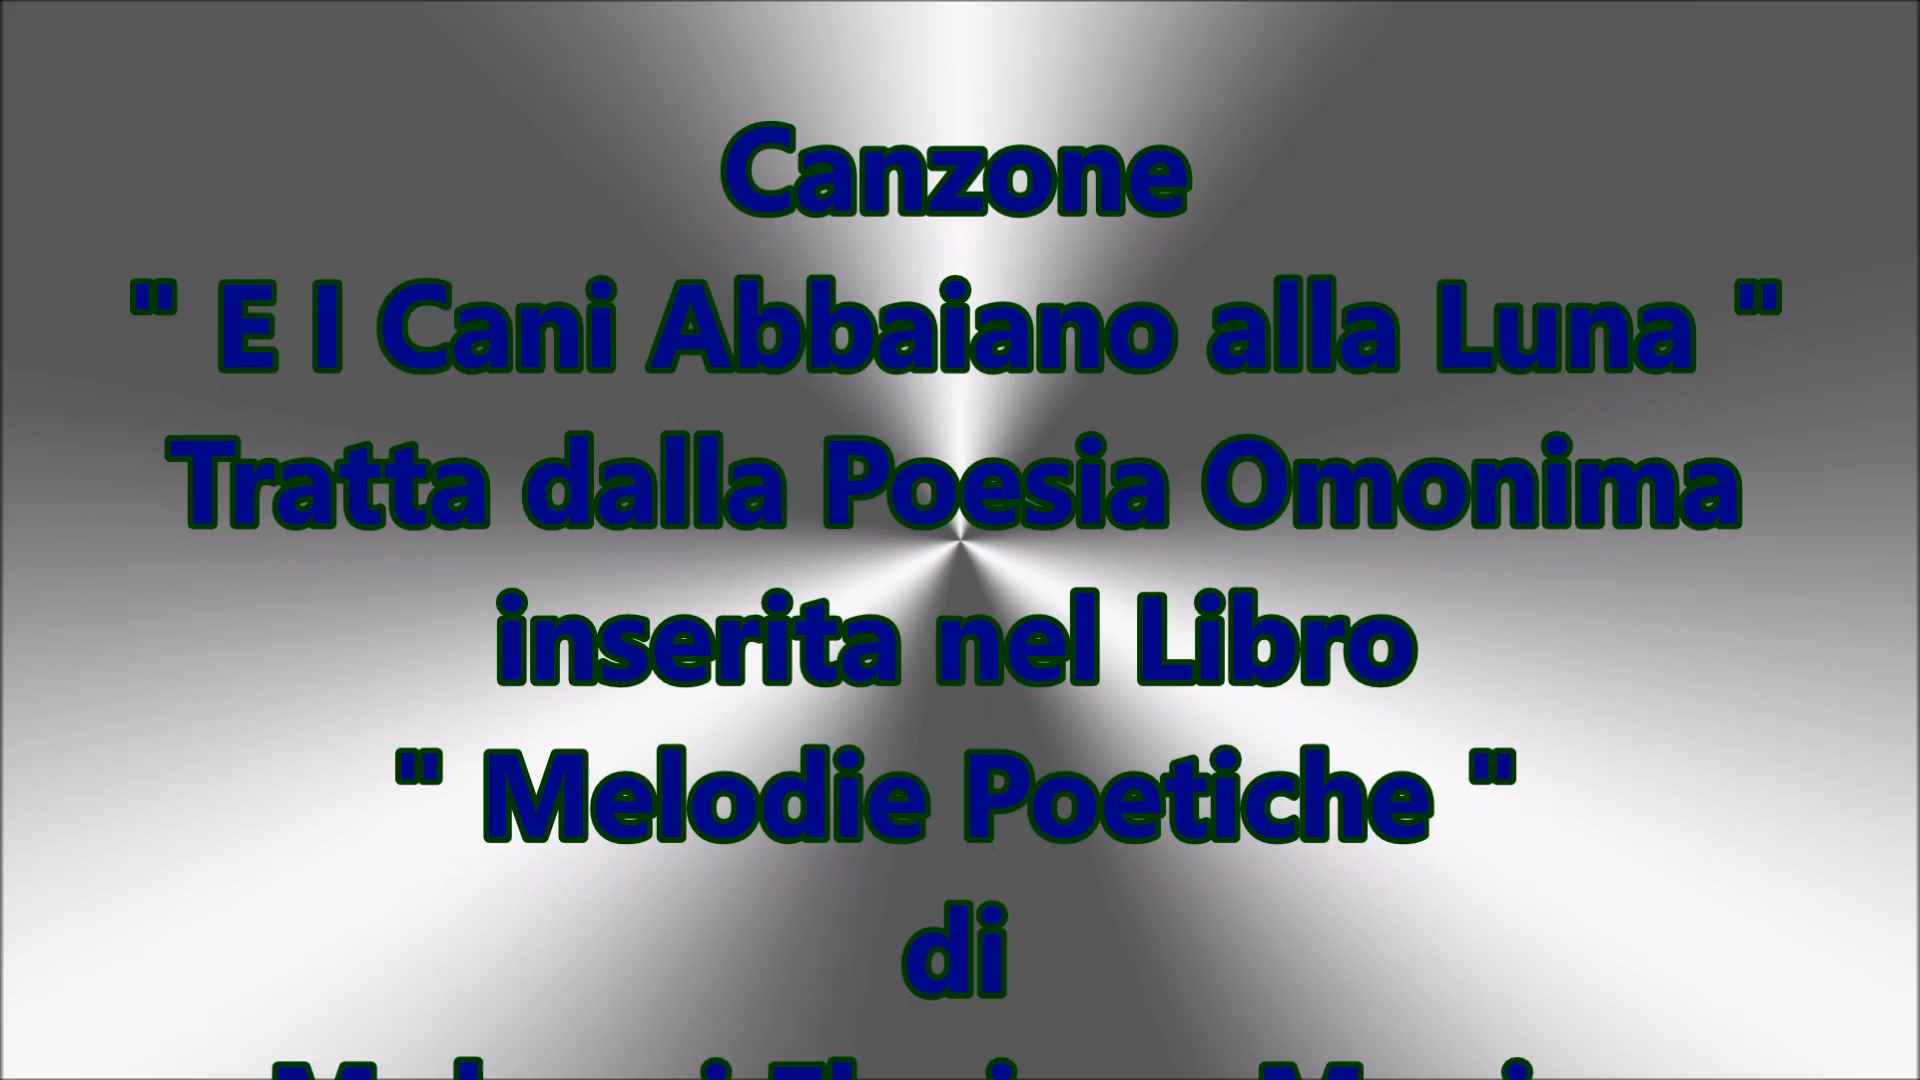 Canzone
" E I Cani Abbaiano alla Luna "
Tratta dalla Poesia Omonima
inserita nel Libro
" Melodie Poetiche "
di